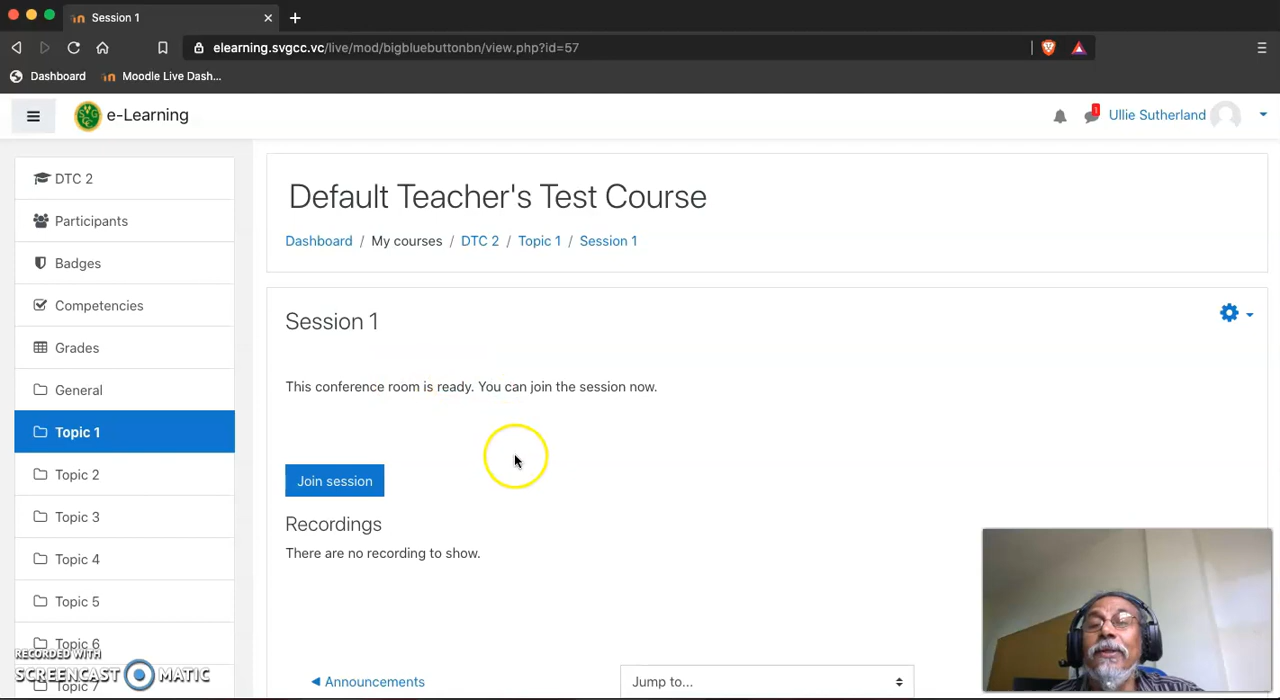 Session 1
elearning.svgcc.vc/live/mod/bigbluebuttonbn/view.php?id=57
Dashboard
Moodle Live Dash...
e-Learning
1
Ullie Sutherland
DTC 2
Participants
Badges
Competencies
Grades
General
Topic 1
Topic 2
Topic 3
Topic 4
Topic 5
Topic 6
Topic 7
Default Teacher's Test Course
Dashboard / My courses / DTC 2 / Topic 1 / Session 1
Session 1
This conference room is ready. You can join the session now.
Join session
Recordings
There are no recording to show.
◀ Announcements
Jump to...
RECORDED WITH
SCREENCAST MATIC